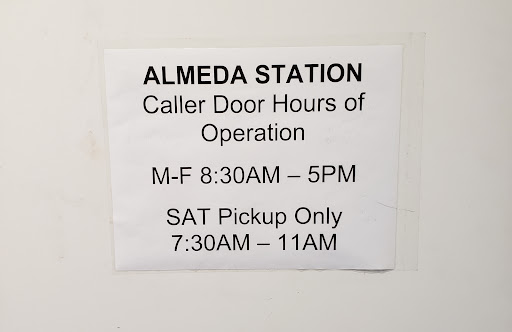 ALMEDA STATION
Caller Door Hours of
Operation
M-F 8:30AM – 5PM
SAT Pickup Only
7:30AM – 11AM